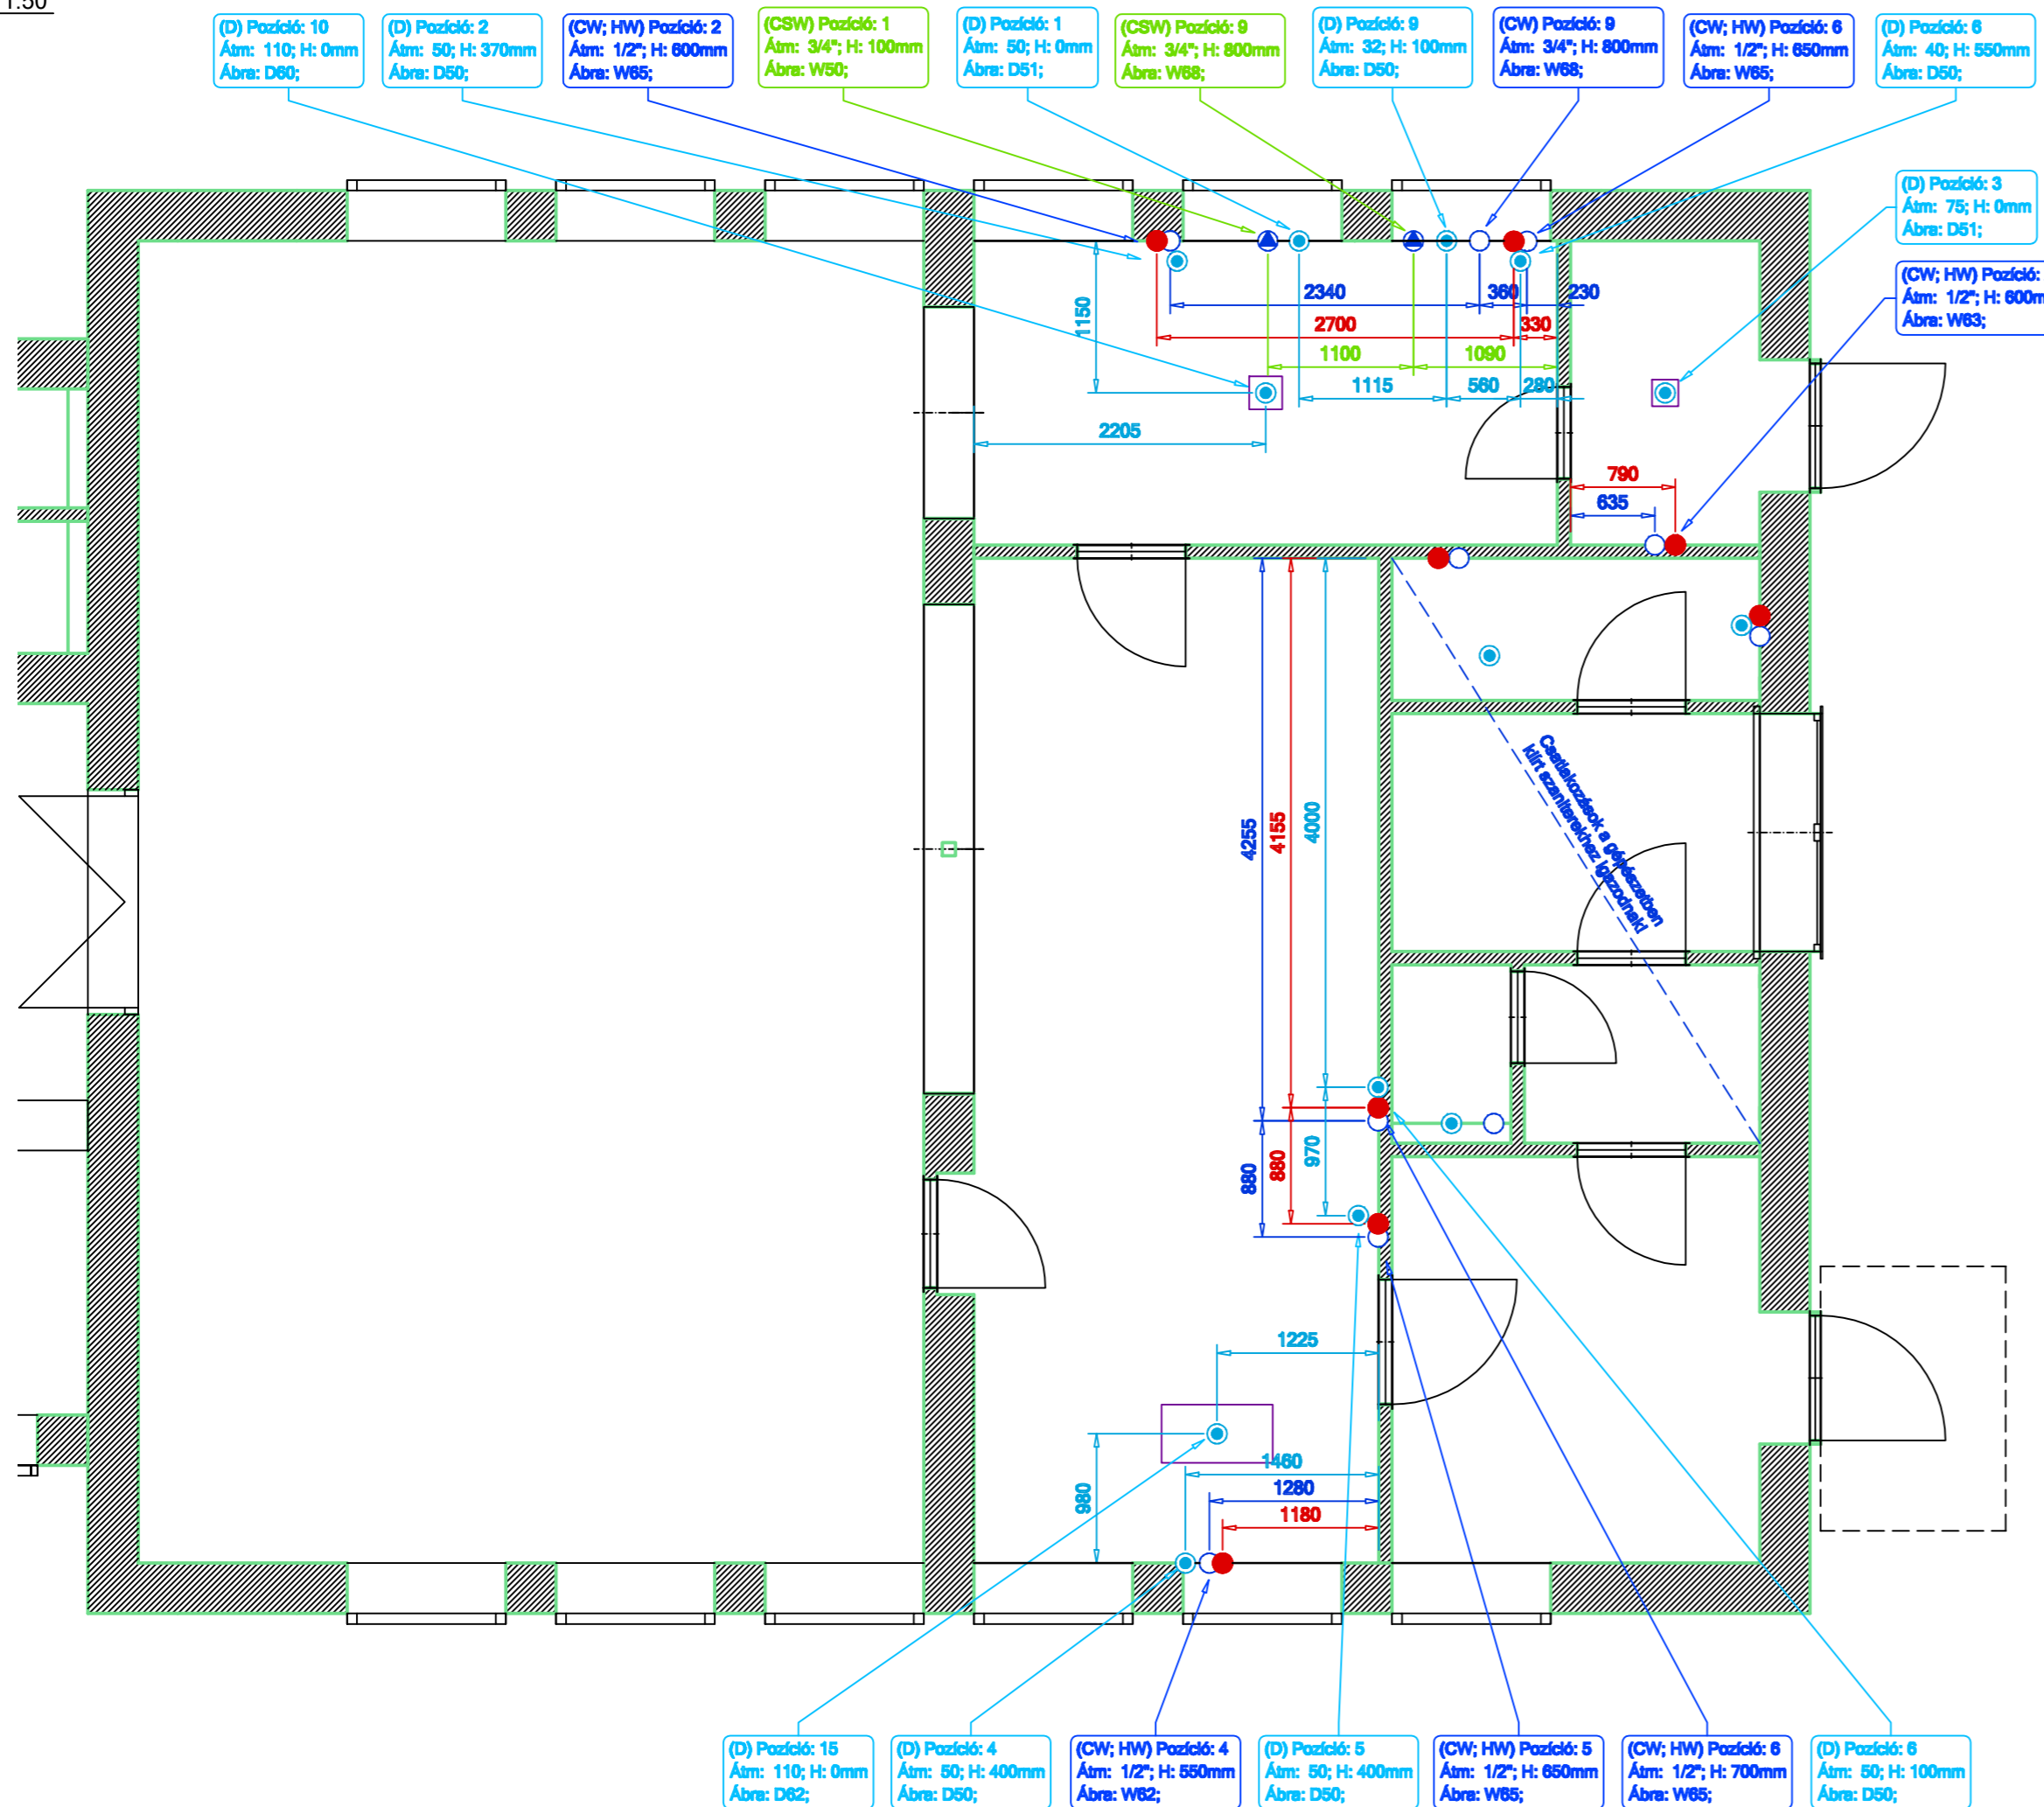 1:50
(D) Pozíció: 10
Átm: 110; H: 0mm
Ábra: D60;
(D) Pozíció: 2
Átm: 50; H: 370mm
Ábra: D50;
(CW; HW) Pozíció: 2
Átm: 1/2"; H: 600mm
Ábra: W65;
(CSW) Pozíció: 1
Átm: 3/4"; H: 100mm
Ábra: W50;
(D) Pozíció: 1
Átm: 50; H: 0mm
Ábra: D51;
(CSW) Pozíció: 9
Átm: 3/4"; H: 800mm
Ábra: W68;
(D) Pozíció: 9
Átm: 32; H: 100mm
Ábra: D50;
(CW) Pozíció: 9
Átm: 3/4"; H: 800mm
Ábra: W68;
(CW; HW) Pozíció: 6
Átm: 1/2"; H: 650mm
Ábra: W65;
(D) Pozíció: 6
Átm: 40; H: 550mm
Ábra: D50;
(D) Pozíció: 3
Átm: 75; H: 0mm
Ábra: D51;
(CW; HW) Pozíció:
Átm: 1/2"; H: 600m
Ábra: W63;
2340
360
230
1150
2700
330
1100
1090
1115
560
280
2205
790
635
4255
4155
4000
Csatlakozások a gépészetben
kiírt szaniterekhez igazodnak!
880
880
970
1225
1460
980
1280
1180
(D) Pozíció: 15
Átm: 110; H: 0mm
Ábra: D62;
(D) Pozíció: 4
Átm: 50; H: 400mm
Ábra: D50;
(CW; HW) Pozíció: 4
Átm: 1/2"; H: 550mm
Ábra: W62;
(D) Pozíció: 5
Átm: 50; H: 400mm
Ábra: D50;
(CW; HW) Pozíció: 5
Átm: 1/2"; H: 650mm
Ábra: W65;
(CW; HW) Pozíció: 6
Átm: 1/2"; H: 700mm
Ábra: W65;
(D) Pozíció: 6
Átm: 50; H: 100mm
Ábra: D50;